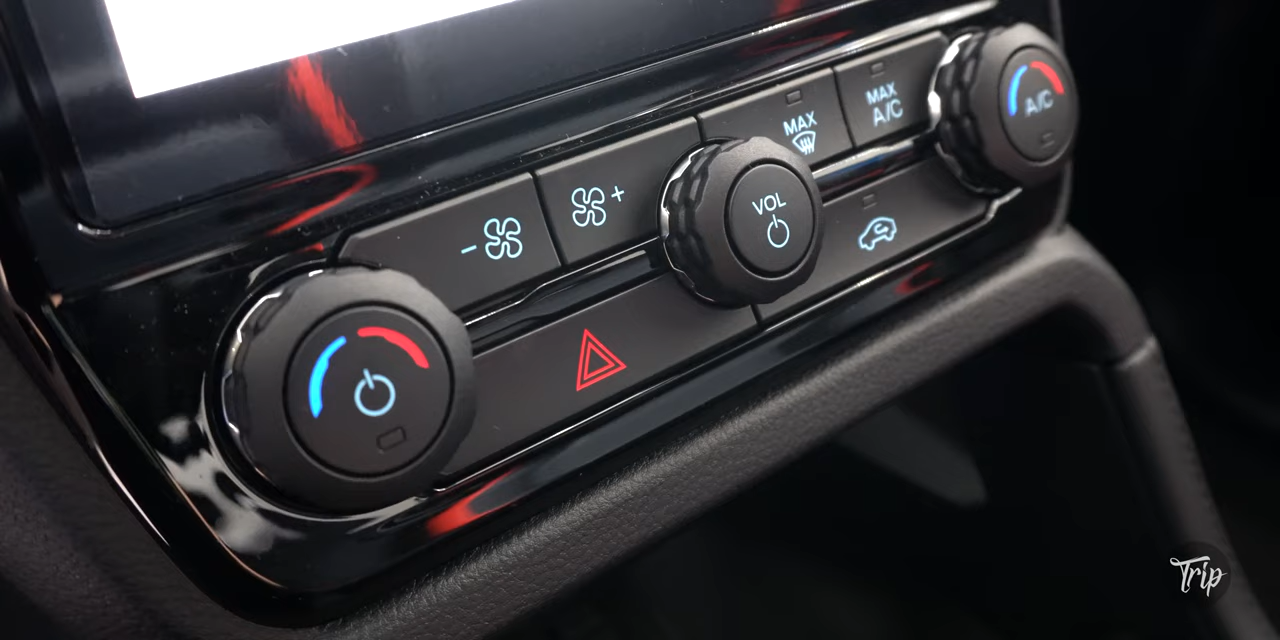 MAX
A/C
A/C
MAX
VOL
- +
Trip